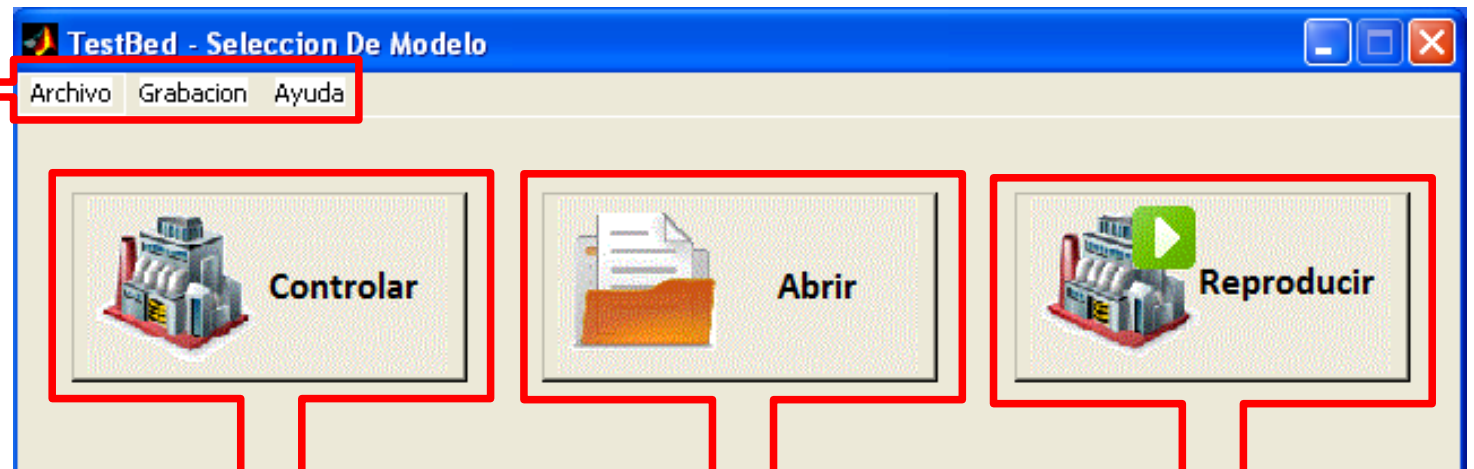 TestBed - Seleccion De Modelo
Archivo Grabacion Ayuda
Controlar Abrir Reproducir